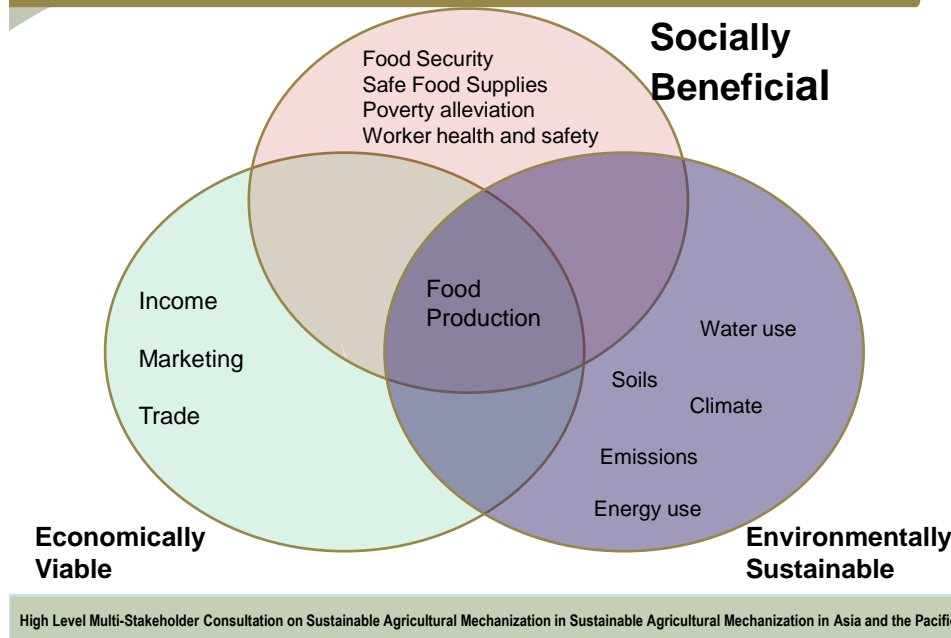 Socially
Beneficial
Food Security
Safe Food Supplies
Poverty alleviation
Worker health and safety
Food
Production
Income
Marketing
Trade
Water use
Soils
Climate
Emissions
Energy use
Economically
Viable
Environmentally
Sustainable
High Level Multi-Stakeholder Consultation on Sustainable Agricultural Mechanization in Sustainable Agricultural Mechanization in Asia and the Pacific